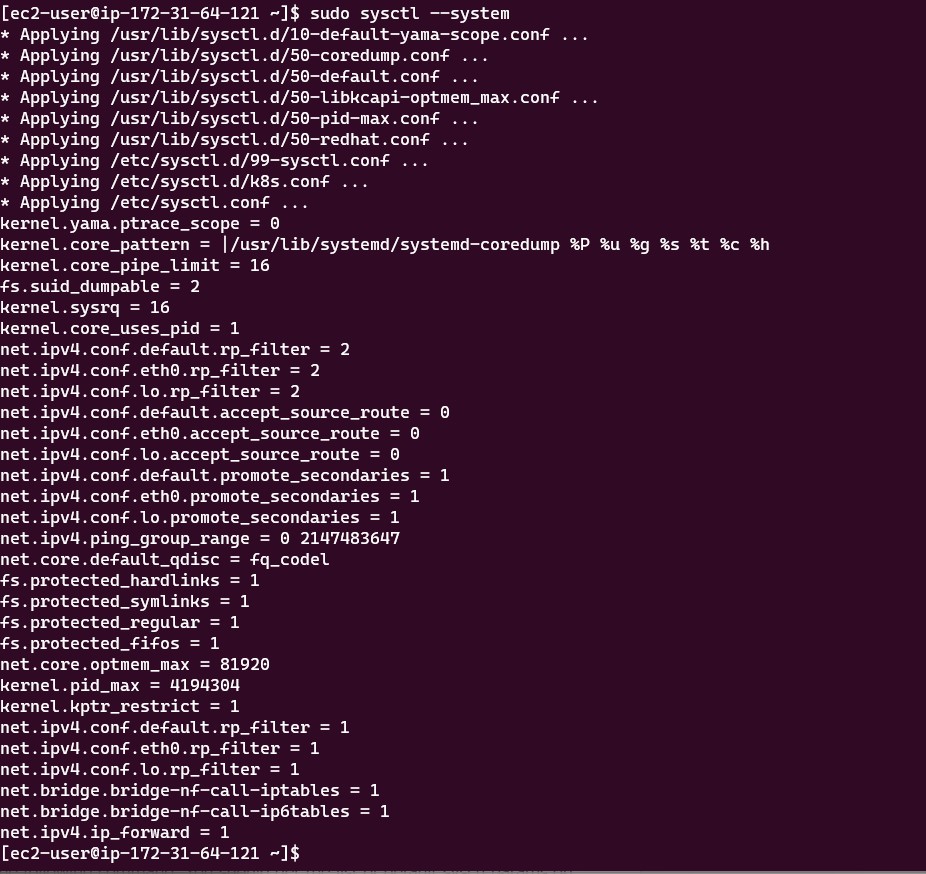 [ec2-user@ip-172-31-64-121 ~]$ sudo sysctl --system
* Applying /usr/lib/sysctl.d/10-default-yama-scope.conf ...
* Applying /usr/lib/sysctl.d/50-coredump.conf ...
* Applying /usr/lib/sysctl.d/50-default.conf ...
* Applying /usr/lib/sysctl.d/50-libkcapi-optmem_max.conf ...
* Applying /usr/lib/sysctl.d/50-pid-max.conf ...
* Applying /usr/lib/sysctl.d/50-redhat.conf ...
* Applying /etc/sysctl.d/99-sysctl.conf ...
* Applying /etc/sysctl.d/k8s.conf ...
* Applying /etc/sysctl.conf ...
kernel.yama.ptrace_scope = 0
kernel.core_pattern = |/usr/lib/systemd/systemd-coredump %P %u %g %s %t %c %h
kernel.core_pipe_limit = 16
fs.suid_dumpable = 2
kernel.sysrq = 16
kernel.core_uses_pid = 1
net.ipv4.conf.default.rp_filter = 2
net.ipv4.conf.eth0.rp_filter = 2
net.ipv4.conf.lo.rp_filter = 2
net.ipv4.conf.default.accept_source_route = 0
net.ipv4.conf.eth0.accept_source_route = 0
net.ipv4.conf.lo.accept_source_route = 0
net.ipv4.conf.default.promote_secondaries = 1
net.ipv4.conf.eth0.promote_secondaries = 1
net.ipv4.conf.lo.promote_secondaries = 1
net.ipv4.ping_group_range = 0 2147483647
net.core.default_qdisc = fq_codel
fs.protected_hardlinks = 1
fs.protected_symlinks = 1
fs.protected_regular = 1
fs.protected_fifos = 1
net.core.optmem_max = 81920
kernel.pid_max = 4194304
kernel.kptr_restrict = 1
net.ipv4.conf.default.rp_filter = 1
net.ipv4.conf.eth0.rp_filter = 1
net.ipv4.conf.lo.rp_filter = 1
net.bridge.bridge-nf-call-iptables = 1
net.bridge.bridge-nf-call-ip6tables = 1
net.ipv4.ip_forward = 1
[ec2-user@ip-172-31-64-121 ~]$